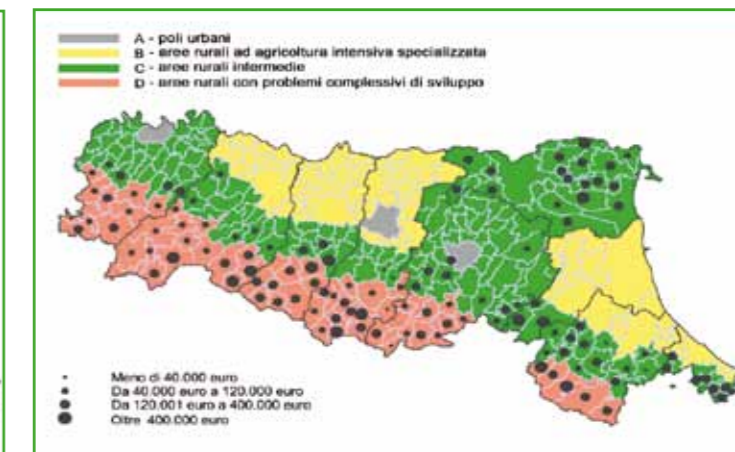 A - poli urbani
B - aree rurali ad agricoltura intensiva specializzata
C - aree rurali intermedie
D - aree rurali con problemi complessivi di sviluppo
Meno di 40.000 euro
Da 40.000 euro a 120.000 euro
Da 120.001 euro a 400.000 euro
Oltre 400.000 euro